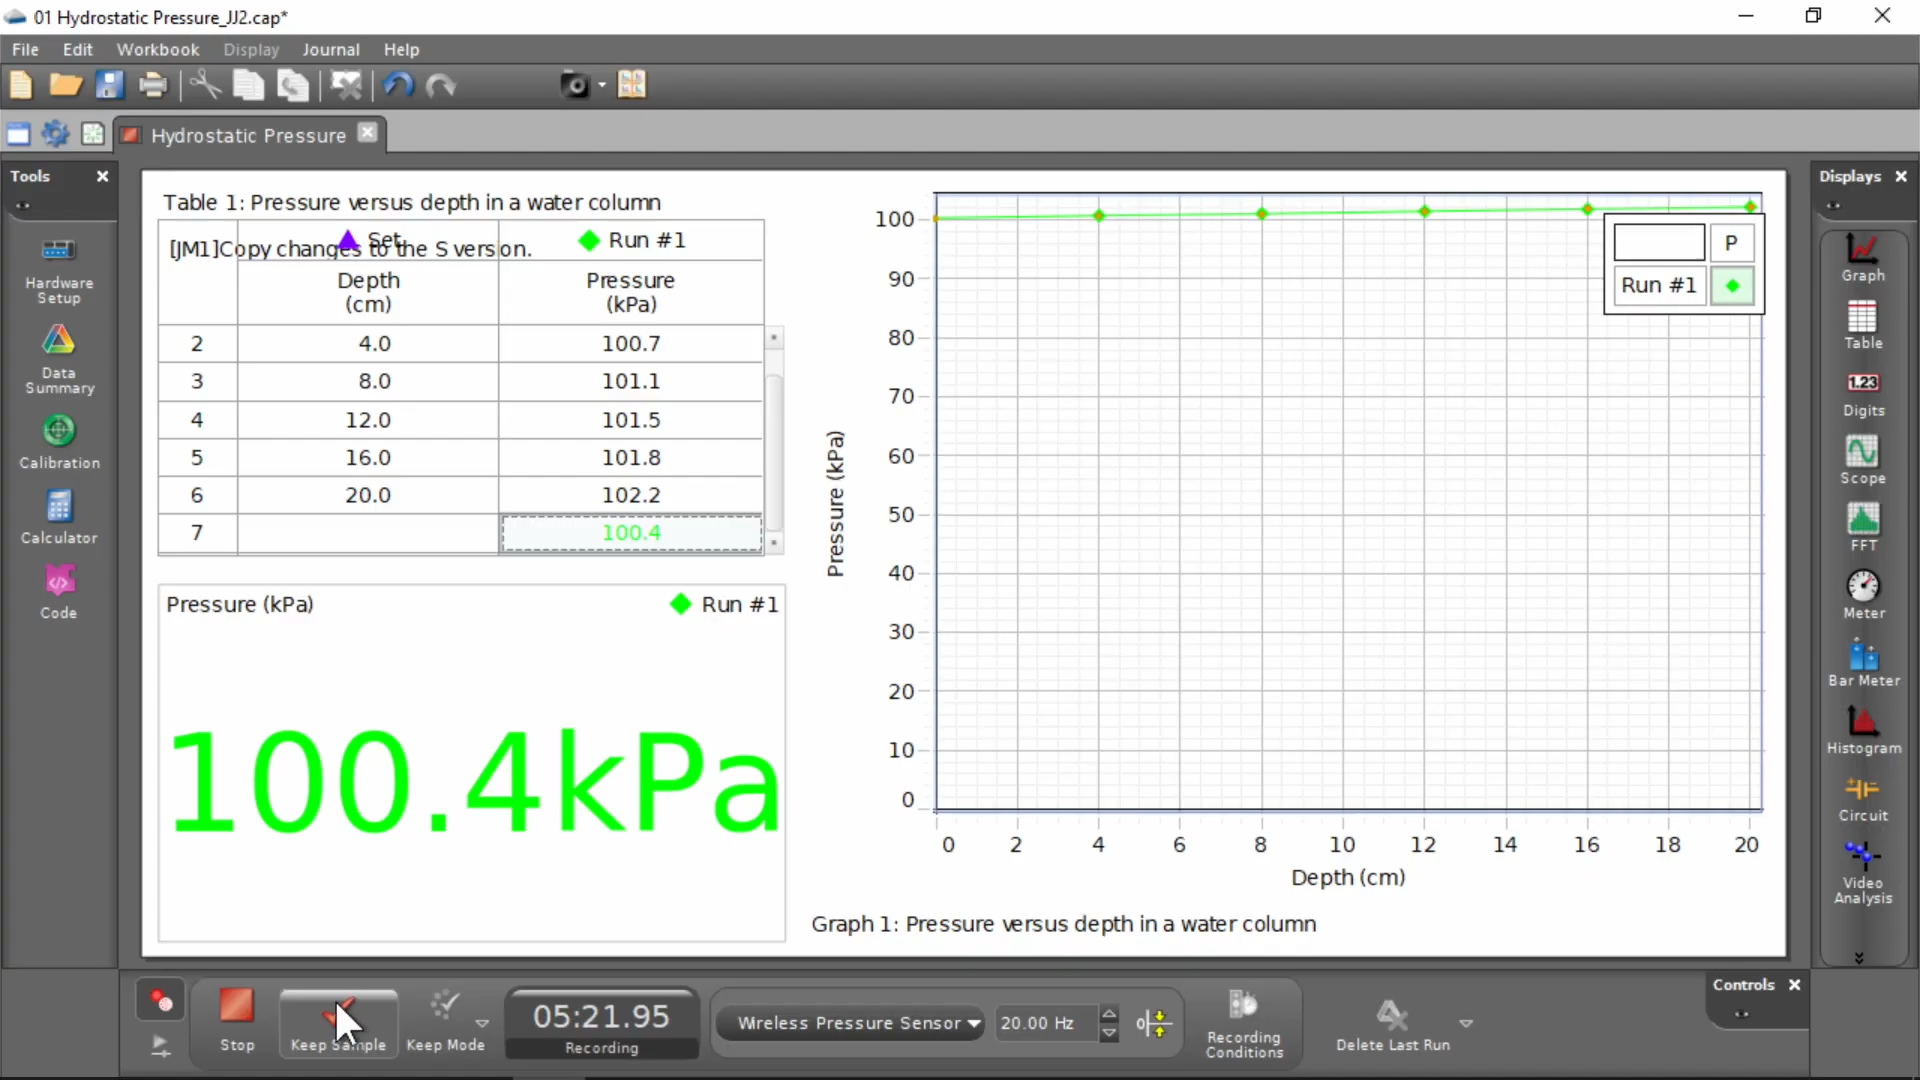 01 Hydrostatic Pressure_JJ2.cap*
File Edit Workbook Display Journal Help
Hydrostatic Pressure
Tools
Hardware
Setup
Data
Summary
Calibration
Calculator
Code
Table 1: Pressure versus depth in a water column
[JM1]Copy changes to the S version.
Set Run #1
Depth
(cm)
Pressure
(kPa)
2 4.0 100.7
3 8.0 101.1
4 12.0 101.5
5 16.0 101.8
6 20.0 102.2
7 100.4
Pressure (kPa) Run #1
100.4kPa
100
90
80
70
60
50
40
30
20
10
0
Pressure (kPa)
P
Run #1
0 2 4 6 8 10 12 14 16 18 20
Depth (cm)
Graph 1: Pressure versus depth in a water column
Displays
Graph
Table
1.23
Digits
Scope
FFT
Meter
Bar Meter
Histogram
Circuit
Video
Analysis
Stop
Keep Sample
Keep Mode
05:21.95
Recording
Wireless Pressure Sensor
20.00 Hz
Recording
Conditions
Delete Last Run
Controls